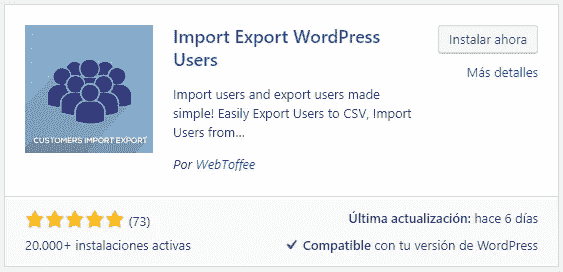 CUSTOMERS IMPORT EXPORT
Import Export WordPress
Users
Instalar ahora
Más detalles
Import users and export users made
simple! Easily Export Users to CSV, Import
Users from...
Por WebToffee
(73)
Última actualización: hace 6 días
20.000+ instalaciones activas
Compatible con tu versión de WordPress